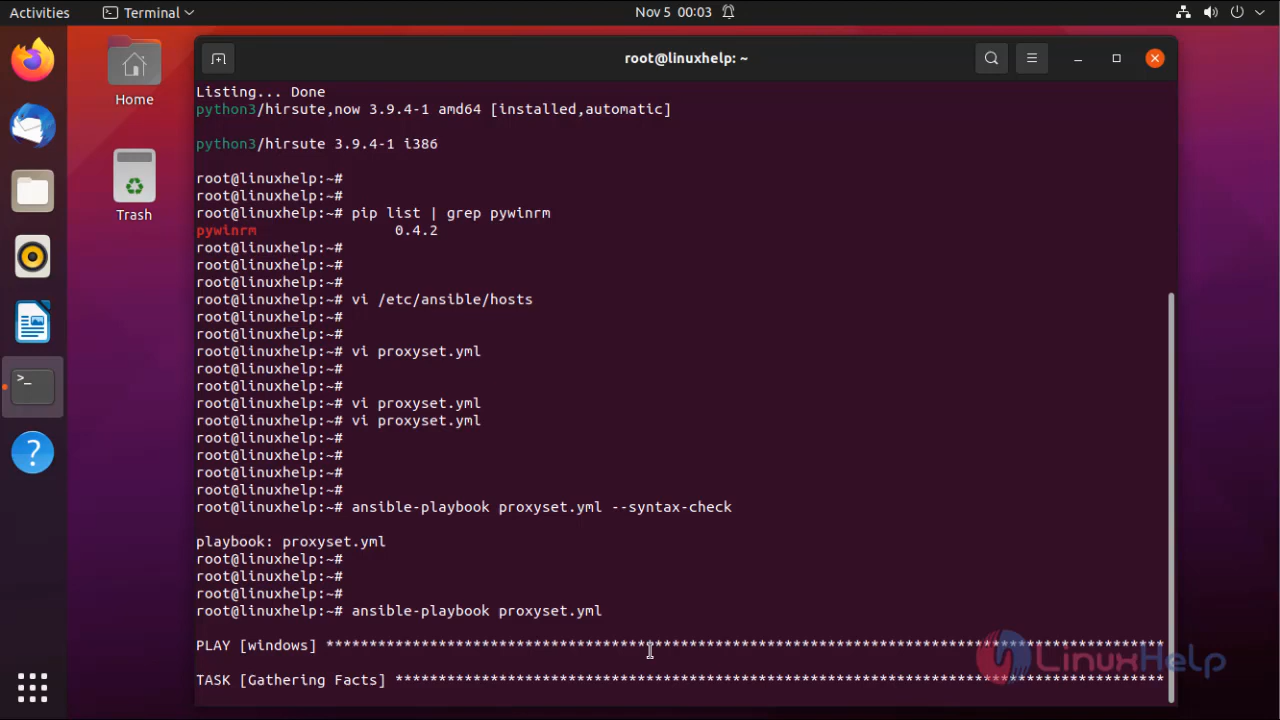 Activities
Terminal
Nov 5 00:03
root@linuxhelp: ~
Home
Trash
Listing... Done
python3/hirsute,now 3.9.4-1 amd64 [installed,automatic]
python3/hirsute 3.9.4-1 i386
root@linuxhelp:~#
root@linuxhelp:~#
root@linuxhelp:~# pip list | grep pywinrm
pywinrm 0.4.2
root@linuxhelp:~#
root@linuxhelp:~#
root@linuxhelp:~#
root@linuxhelp:~# vi /etc/ansible/hosts
root@linuxhelp:~#
root@linuxhelp:~#
root@linuxhelp:~# vi proxyset.yml
root@linuxhelp:~#
root@linuxhelp:~#
root@linuxhelp:~# vi proxyset.yml
root@linuxhelp:~# vi proxyset.yml
root@linuxhelp:~#
root@linuxhelp:~#
root@linuxhelp:~#
root@linuxhelp:~#
root@linuxhelp:~# ansible-playbook proxyset.yml --syntax-check
playbook: proxyset.yml
root@linuxhelp:~#
root@linuxhelp:~#
root@linuxhelp:~#
root@linuxhelp:~# ansible-playbook proxyset.yml
PLAY [windows] *************************************************************************************************
TASK [Gathering Facts] *****************************************************************************************
LinuxHelp